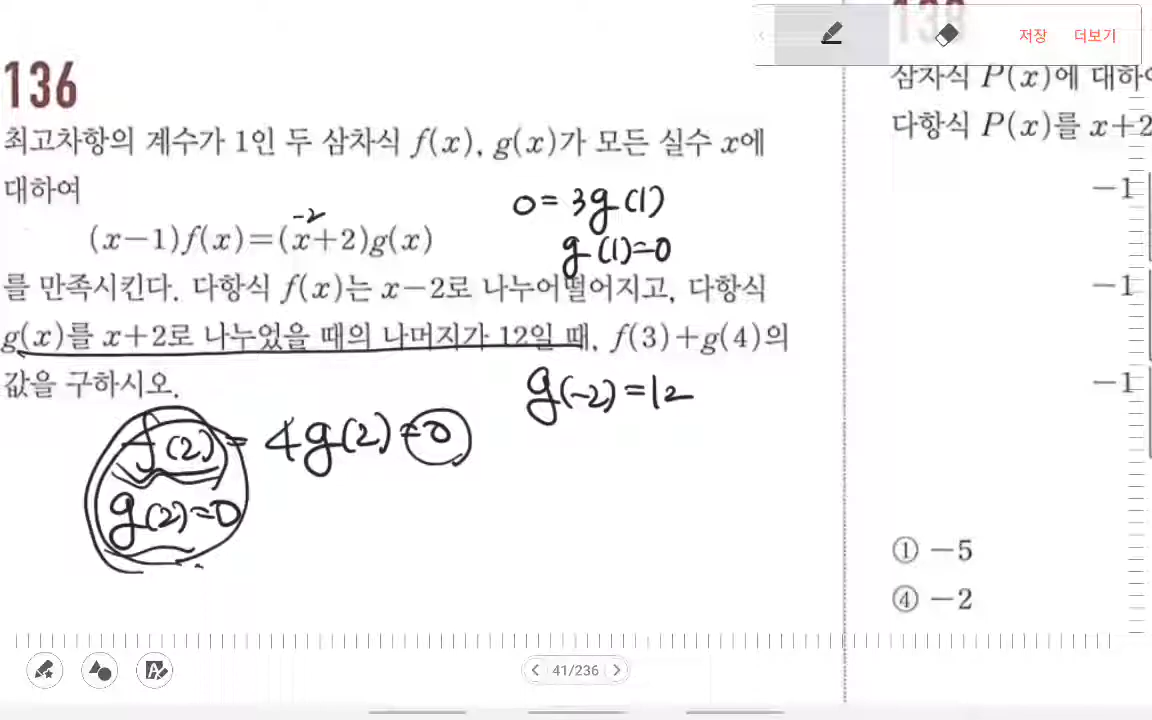 저장 더보기
136
최고차항의 계수가 1인 두 삼차식 f(x), g(x)가 모든 실수 x에
대하여
-2
(x-1)f(x)=(x+2)g(x)
0=3g(1)
g(1)=0
를 만족시킨다. 다항식 f(x)는 x-2로 나누어떨어지고, 다항식
g(x)를 x+2로 나누었을 때의 나머지가 12일 때, f(3)+g(4)의
값을 구하시오.
g(-2)=12
f(2)=4g(2)=0
g(2)=0
삼차식 P(x)에 대하여
다항식 P(x)를 x+2
-1
-1
-1
① -5
④ -2
41/236